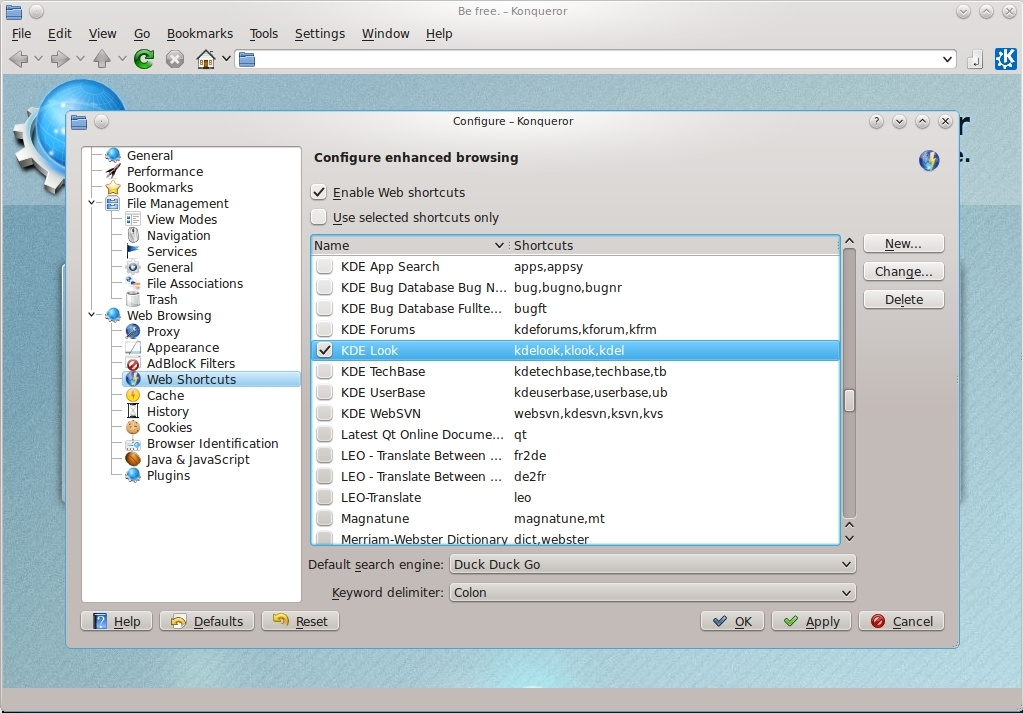 Be free. – Konqueror
File Edit View Go Bookmarks Tools Settings Window Help
Configure – Konqueror
General
Performance
Bookmarks
File Management
View Modes
Navigation
Services
General
File Associations
Trash
Web Browsing
Proxy
Appearance
AdBlocK Filters
Web Shortcuts
Cache
History
Cookies
Browser Identification
Java & JavaScript
Plugins
Configure enhanced browsing
Enable Web shortcuts
Use selected shortcuts only
Name Shortcuts
KDE App Search apps,appsy
KDE Bug Database Bug N... bug,bugno,bugnr
KDE Bug Database Fullte... bugft
KDE Forums kdeforums,kforum,kfrm
KDE Look kdelook,klook,kdel
KDE TechBase kdetechbase,techbase,tb
KDE UserBase kdeuserbase,userbase,ub
KDE WebSVN websvn,kdesvn,ksvn,kvs
Latest Qt Online Docume... qt
LEO - Translate Between ... fr2de
LEO - Translate Between ... de2fr
LEO-Translate leo
Magnatune magnatune,mt
Merriam-Webster Dictionary dict,webster
New...
Change...
Delete
Default search engine: Duck Duck Go
Keyword delimiter: Colon
Help Defaults Reset OK Apply Cancel